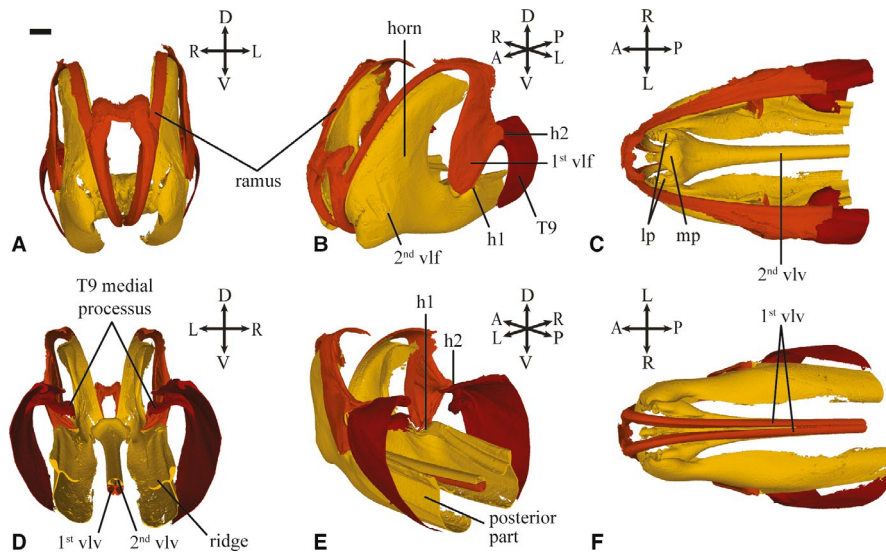 D
R L
V
A
ramus
horn
D
R P
A L
V
h2
1st vlf
T9
h1
2nd vlf
B
R
A P
L
lp
mp
2nd vlv
C
T9 medial
processus
D
L R
V
1st vlv
2nd vlv
ridge
D
h1
h2
D
A R
L P
V
posterior
part
E
L
A P
R
1st vlv
F